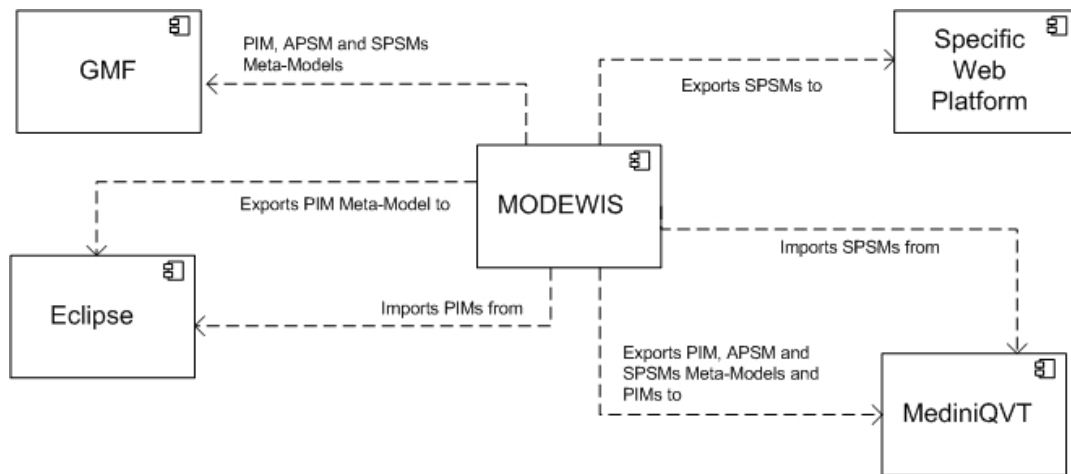 GMF
PIM, APSM and SPSMs
Meta-Models
Specific
Web
Platform
Exports SPSMs to
MODEWIS
Exports PIM Meta-Model to
Imports SPSMs from
Eclipse
Imports PIMs from
Exports PIM, APSM and
SPSMs Meta-Models and
PIMs to
MediniQVT